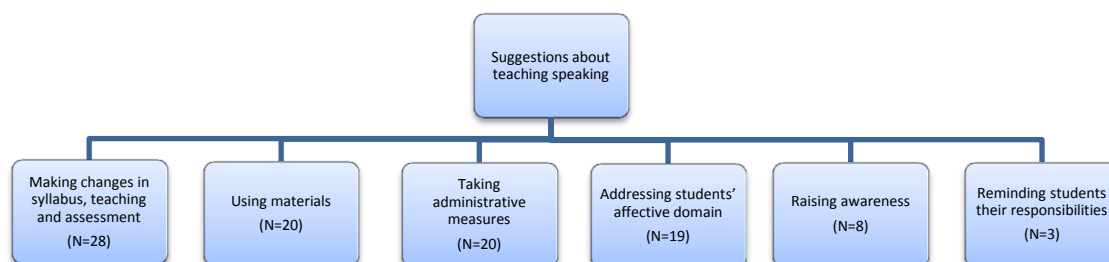 Suggestions about
teaching speaking
Making changes in
syllabus, teaching
and assessment
(N=28)
Using materials
(N=20)
Taking
administrative
measures
(N=20)
Addressing students’
affective domain
(N=19)
Raising awareness
(N=8)
Reminding students
their responsibilities
(N=3)